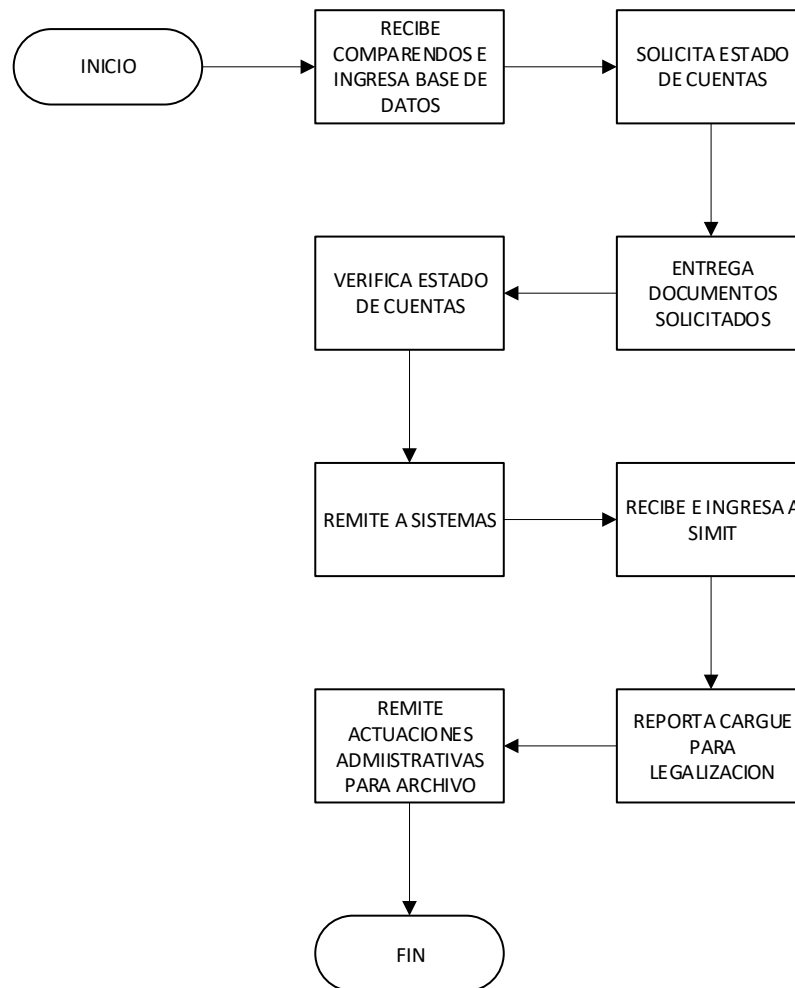 INICIO
RECIBE
COMPARENDOS E
INGRESA BASE DE
DATOS
SOLICITA ESTADO
DE CUENTAS
ENTREGA
DOCUMENTOS
SOLICITADOS
VERIFICA ESTADO
DE CUENTAS
REMITE A SISTEMAS
RECIBE E INGRESA A
SIMIT
REPORTA CARGUE
PARA
LEGALIZACION
REMITE
ACTUACIONES
ADMIISTRATIVAS
PARA ARCHIVO
FIN